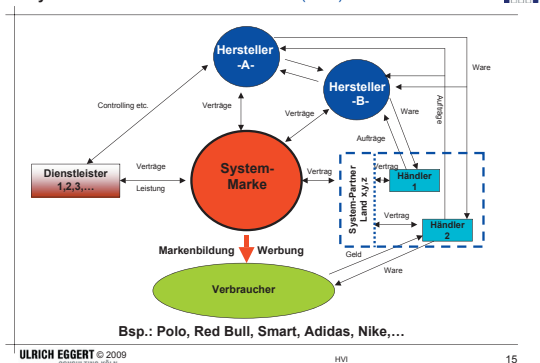 Hersteller
-A-
Ware
Hersteller
-B-
Controlling etc.
Verträge
Verträge
Ware
Aufträge
Aufträge
Dienstleister
1,2,3,…
Verträge
Leistung
System-
Marke
Vertrag
System-Partner
Land x,y,z
Vertrag
Händler
1
Vertrag
Händler
2
Markenbildung
Werbung
Geld
Ware
Verbraucher
Bsp.: Polo, Red Bull, Smart, Adidas, Nike,…
ULRICH EGGERT © 2009
HVI
15